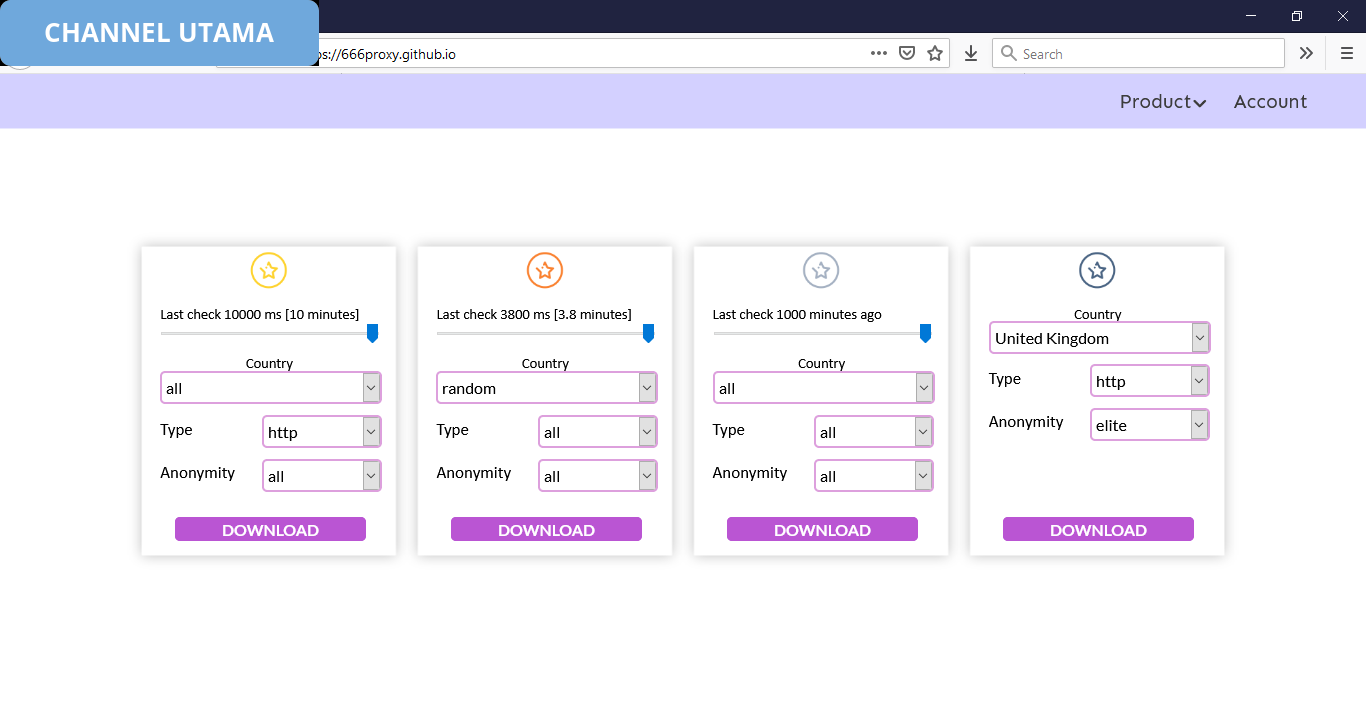 CHANNEL UTAMA
ps://666proxy.github.io
Search
Product
Account
Last check 10000 ms [10 minutes]
Country
all
Type
http
Anonymity
all
DOWNLOAD
Last check 3800 ms [3.8 minutes]
Country
random
Type
all
Anonymity
all
DOWNLOAD
Last check 1000 minutes ago
Country
all
Type
all
Anonymity
all
DOWNLOAD
Country
United Kingdom
Type
http
Anonymity
elite
DOWNLOAD